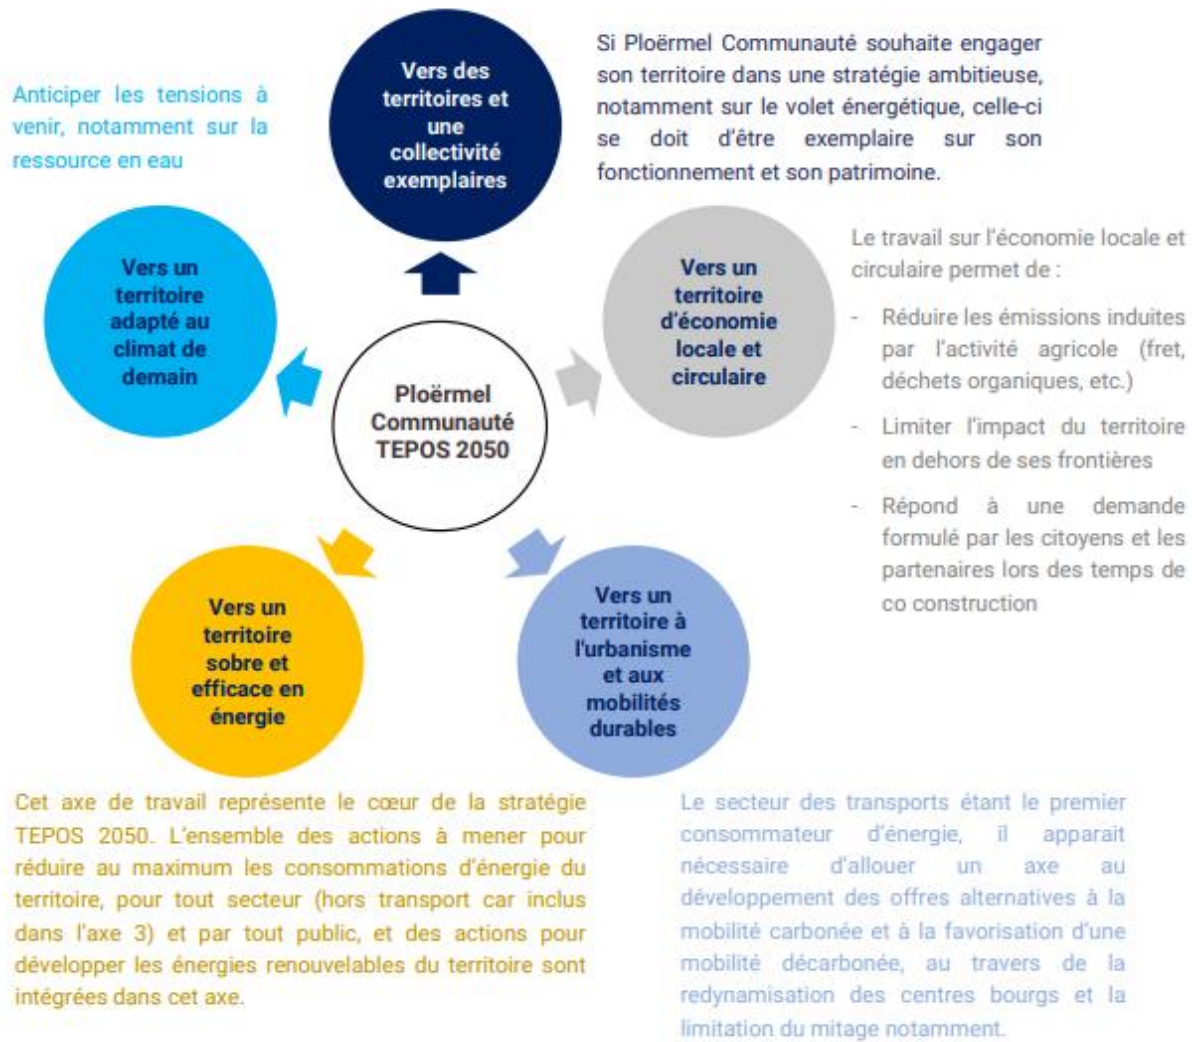 Vers des
territoires et
une
collectivité
exemplaires
Si Ploërmel Communauté souhaite engager
son territoire dans une stratégie ambitieuse,
notamment sur le volet énergétique, celle-ci
se doit d'être exemplaire sur son
fonctionnement et son patrimoine.
Anticiper les tensions à
venir, notamment sur la
ressource en eau
Vers un
territoire
adapté au
climat de
demain
Vers un
territoire
d'économie
locale et
circulaire
Le travail sur l'économie locale et
circulaire permet de :
- Réduire les émissions induites
par l'activité agricole (fret,
déchets organiques, etc.)
- Limiter l'impact du territoire
en dehors de ses frontières
- Répond à une demande
formulé par les citoyens et les
partenaires lors des temps de
co construction
Ploërmel
Communauté
TEPOS 2050
Vers un
territoire
sobre et
efficace en
énergie
Vers un
territoire à
l'urbanisme
et aux
mobilités
durables
Cet axe de travail représente le cœur de la stratégie
TEPOS 2050. L'ensemble des actions à mener pour
réduire au maximum les consommations d'énergie du
territoire, pour tout secteur (hors transport car inclus
dans l'axe 3) et par tout public, et des actions pour
développer les énergies renouvelables du territoire sont
intégrées dans cet axe.
Le secteur des transports étant le premier
consommateur d'énergie, il apparait
nécessaire d'allouer un axe au
développement des offres alternatives à la
mobilité carbonée et à la favorisation d'une
mobilité décarbonée, au travers de la
redynamisation des centres bourgs et la
limitation du mitage notamment.